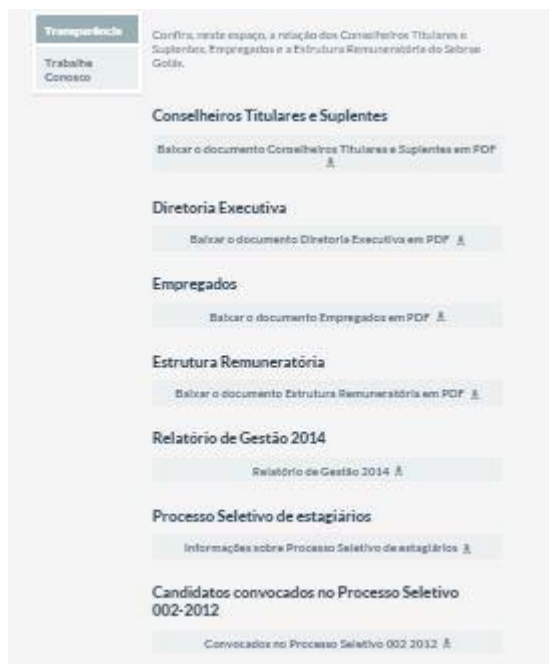 Transparência
Trabalhe
Conosco
Confira, neste espaço, a relação dos Conselheiros Titulares e
Suplentes, Empregados e a Estrutura Remuneratória do Sebrae
Goiás.
Conselheiros Titulares e Suplentes
Baixar o documento Conselheiros Titulares e Suplentes em PDF
Diretoria Executiva
Baixar o documento Diretoria Executiva em PDF
Empregados
Baixar o documento Empregados em PDF
Estrutura Remuneratória
Baixar o documento Estrutura Remuneratória em PDF
Relatório de Gestão 2014
Relatório de Gestão 2014
Processo Seletivo de estagiários
Informações sobre Processo Seletivo de estagiários
Candidatos convocados no Processo Seletivo
002-2012
Convocados no Processo Seletivo 002 2012